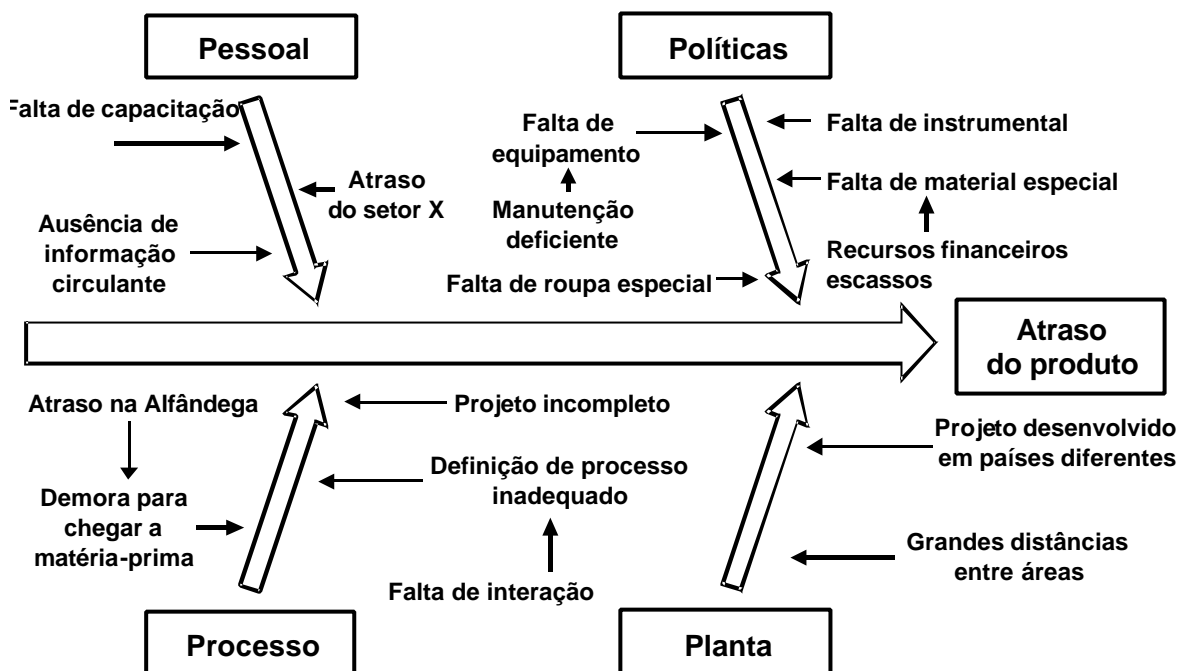 Pessoal
Políticas
Falta de capacitação
Atraso
do setor X
Ausência de
informação
circulante
Falta de
equipamento
Manutenção
deficiente
Falta de roupa especial
Falta de instrumental
Falta de material especial
Recursos financeiros
escassos
Atraso
do produto
Atraso na Alfândega
Demora para
chegar a
matéria-prima
Projeto incompleto
Definição de processo
inadequado
Falta de interação
Projeto desenvolvido
em países diferentes
Grandes distâncias
entre áreas
Processo
Planta